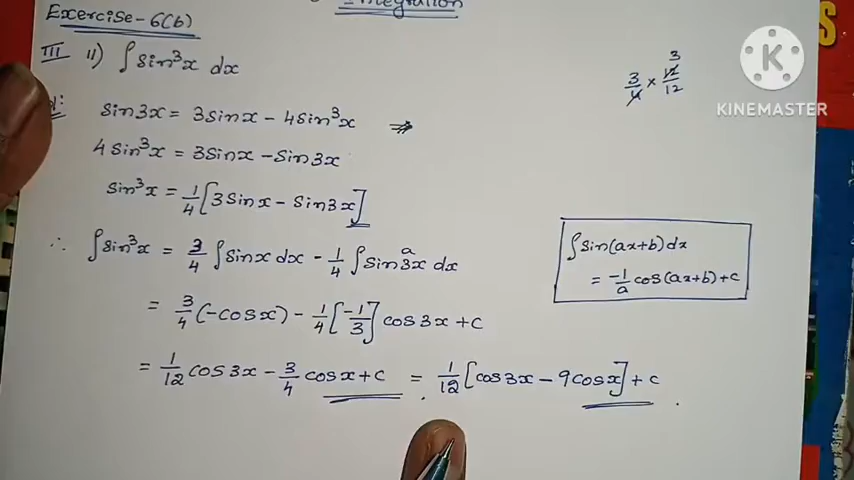 Integration
Exercise-6(b)
III ii) ∫sin³x dx
sin3x = 3sinx - 4sin³x ⇒
4sin³x = 3sinx - sin3x
sin³x = 1/4 [3sinx - sin3x]
∴ ∫sin³x = 3/4 ∫sinx dx - 1/4 ∫sin3x dx
a
= 3/4 (-cosx) - 1/4 [-1/3] cos3x + c
= 1/12 cos3x - 3/4 cosx + c = 1/12 [cos3x - 9cosx] + c
3
3/4 × 12/12
∫sin(ax+b)dx
= -1/a cos(ax+b) + c
KINEMASTER